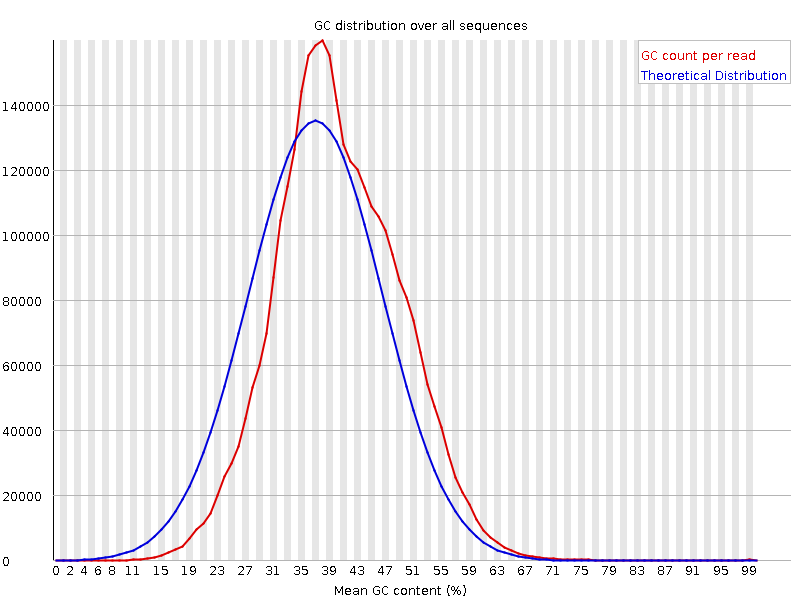 GC distribution over all sequences
GC count per read
Theoretical Distribution
140000
120000
100000
80000
60000
40000
20000
0
0 2 4 6 8 11 15 19 23 27 31 35 39 43 47 51 55 59 63 67 71 75 79 83 87 91 95 99
Mean GC content (%)